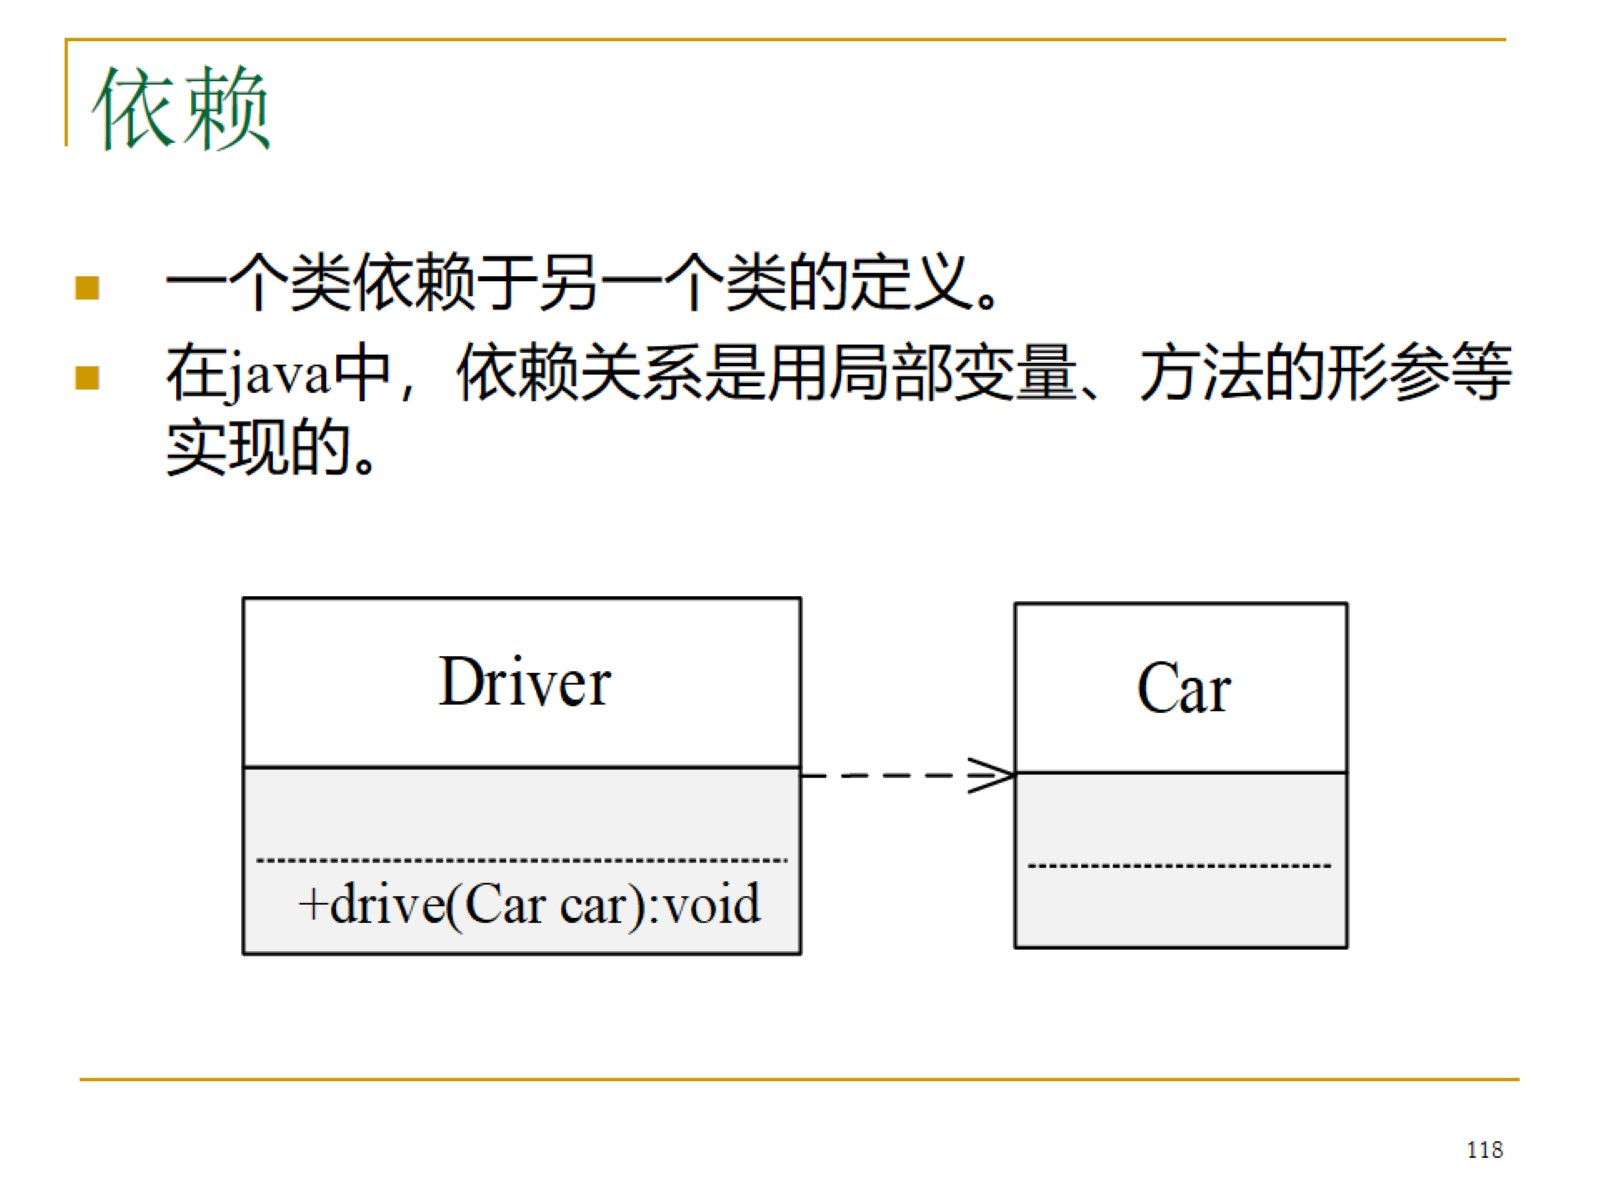 依赖
一个类依赖于另一个类的定义。
在java中，依赖关系是用局部变量、方法的形参等
实现的。
Driver
Car
+drive(Car car):void
118